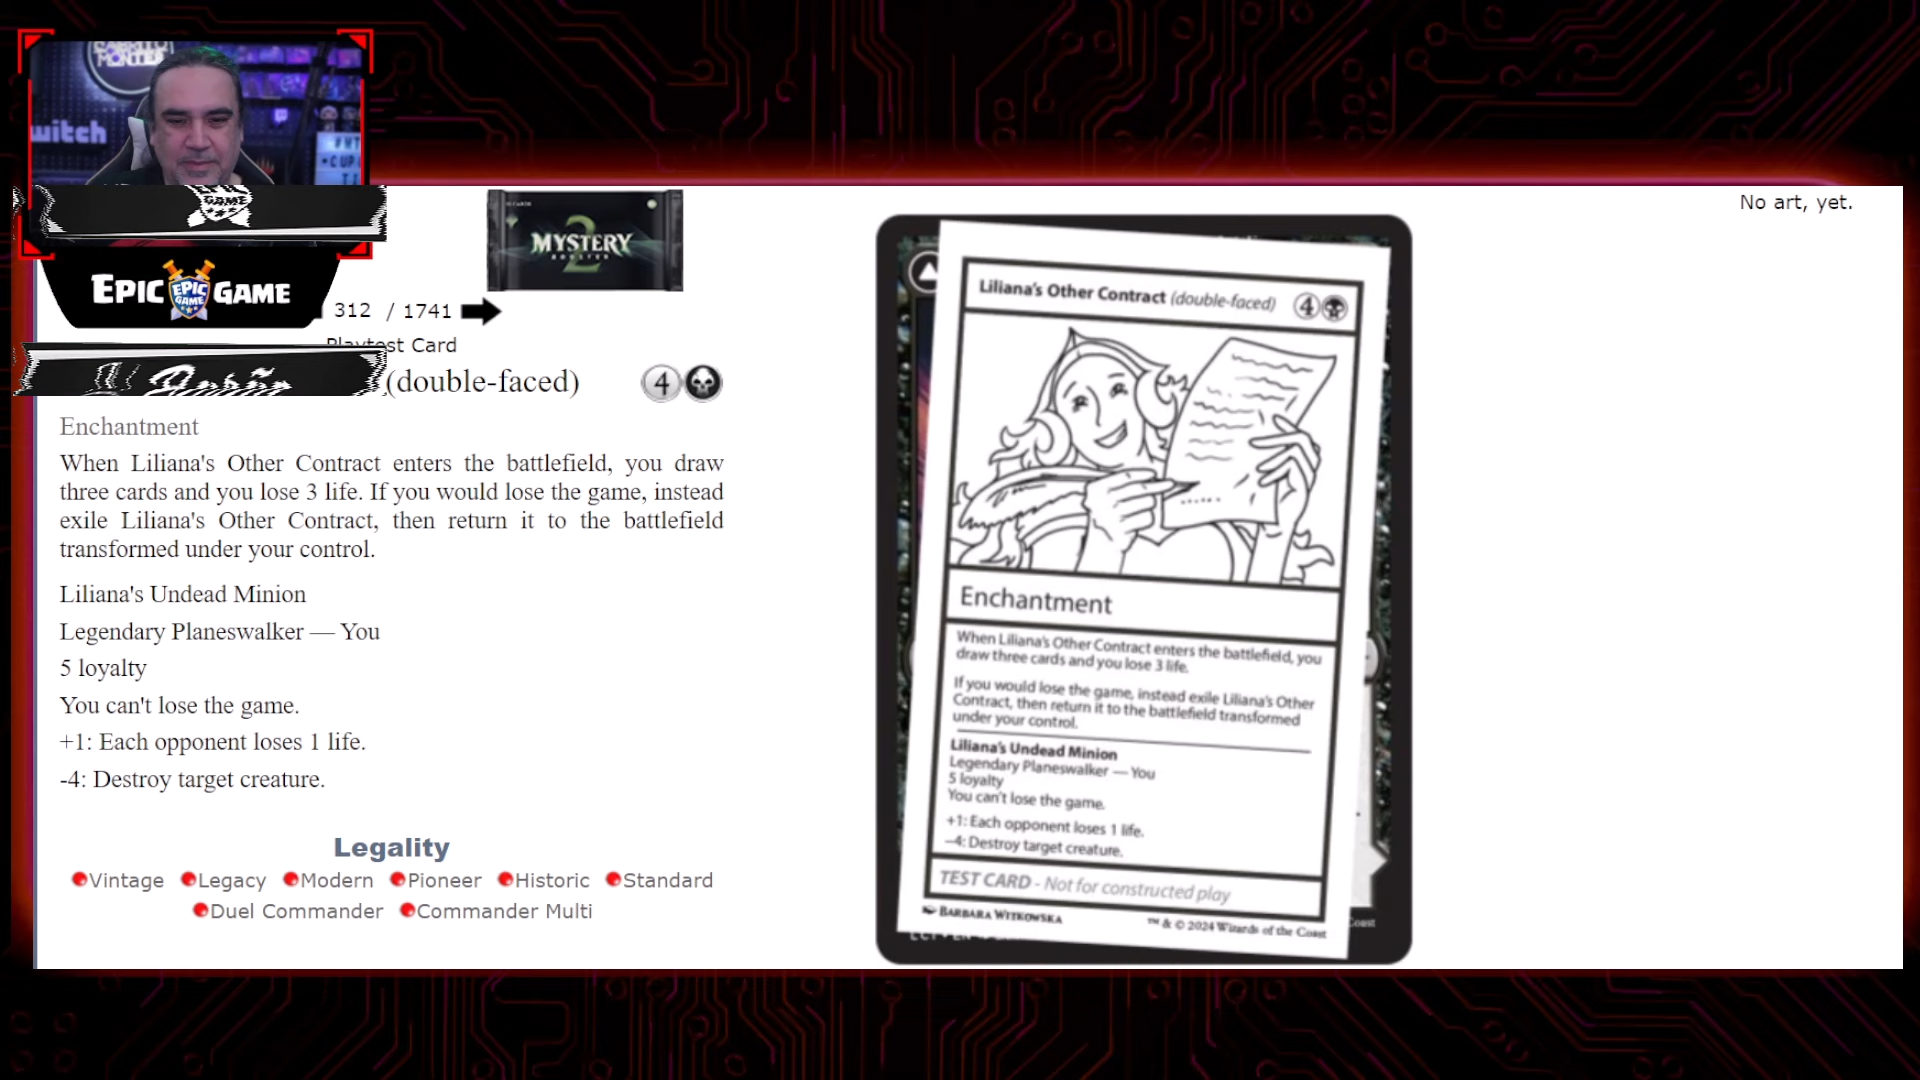 witch
GAME
EPIC EPIC GAME GAME
MYSTERY
2
BOOSTER
No art, yet.
312 / 1741
Playtest Card
(double-faced) 4
Enchantment
When Liliana's Other Contract enters the battlefield, you draw
three cards and you lose 3 life. If you would lose the game, instead
exile Liliana's Other Contract, then return it to the battlefield
transformed under your control.
Liliana's Undead Minion
Legendary Planeswalker — You
5 loyalty
You can't lose the game.
+1: Each opponent loses 1 life.
-4: Destroy target creature.
Legality
Vintage Legacy Modern Pioneer Historic Standard
Duel Commander Commander Multi
Liliana's Other Contract (double-faced) 4
Enchantment
When Liliana's Other Contract enters the battlefield, you
draw three cards and you lose 3 life.
If you would lose the game, instead exile Liliana's Other
Contract, then return it to the battlefield transformed
under your control.
Liliana's Undead Minion
Legendary Planeswalker — You
5 loyalty
You can't lose the game.
+1: Each opponent loses 1 life.
−4: Destroy target creature.
TEST CARD - Not for constructed play
BARBARA WITKOWSKA
™ & © 2024 Wizards of the Coast
Coast